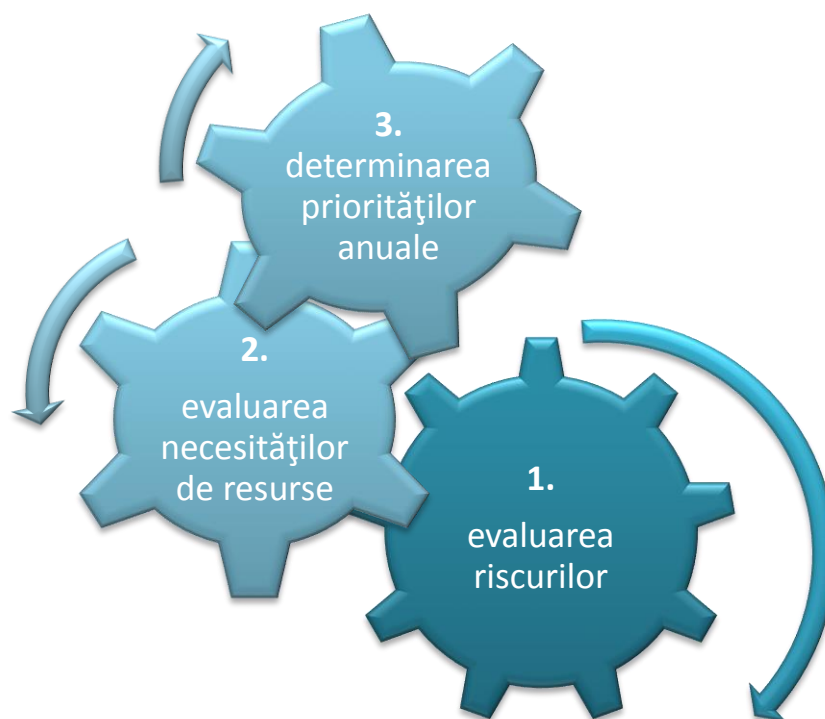 3.
determinarea
priorităţilor
anuale
2.
evaluarea
necesităţilor
de resurse
1.
evaluarea
riscurilor